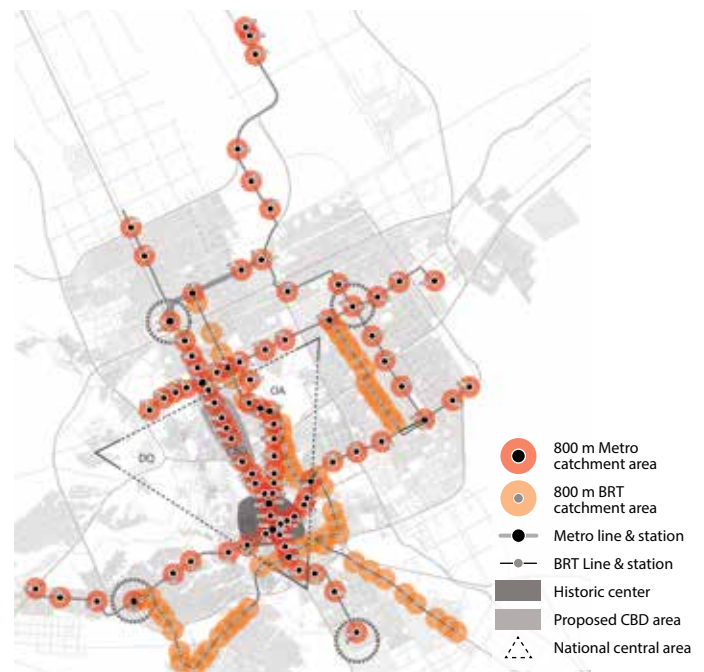 OA
DQ
800 m Metro
catchment area
800 m BRT
catchment area
Metro line & station
BRT Line & station
Historic center
Proposed CBD area
National central area